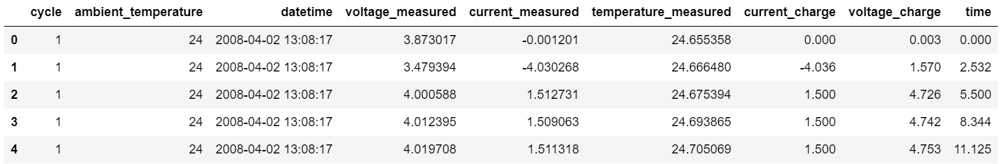 cycle ambient_temperature datetime voltage_measured current_measured temperature_measured current_charge voltage_charge time
0 1 24 2008-04-02 13:08:17 3.873017 -0.001201 24.655358 0.000 0.003 0.000
1 1 24 2008-04-02 13:08:17 3.479394 -4.030268 24.666480 -4.036 1.570 2.532
2 1 24 2008-04-02 13:08:17 4.000588 1.512731 24.675394 1.500 4.726 5.500
3 1 24 2008-04-02 13:08:17 4.012395 1.509063 24.693865 1.500 4.742 8.344
4 1 24 2008-04-02 13:08:17 4.019708 1.511318 24.705069 1.500 4.753 11.125